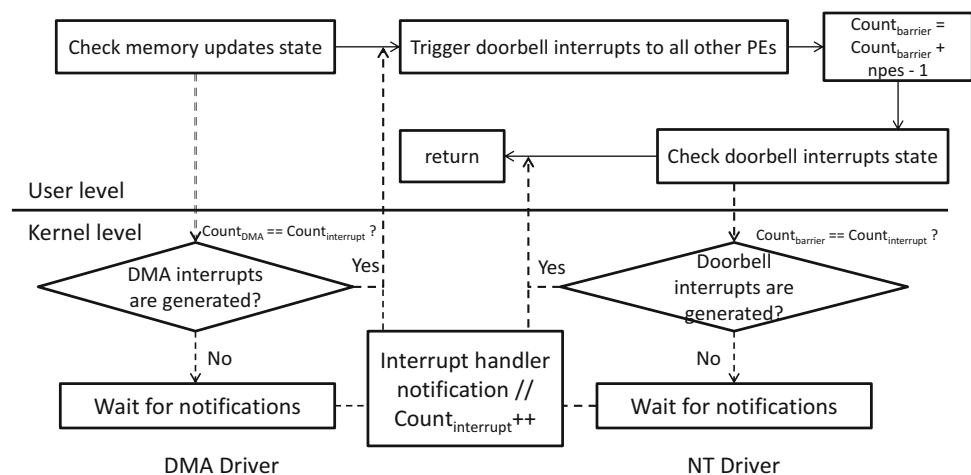 Check memory updates state
Trigger doorbell interrupts to all other PEs
Count_barrier =
Count_barrier +
npes - 1
return
Check doorbell interrupts state
User level
Kernel level
Count_DMA == Count_interrupt ?
Count_barrier == Count_interrupt ?
DMA interrupts
are generated?
Yes
Yes
Doorbell
interrupts are
generated?
No
No
Interrupt handler
notification //
Count_interrupt++
Wait for notifications
Wait for notifications
DMA Driver
NT Driver